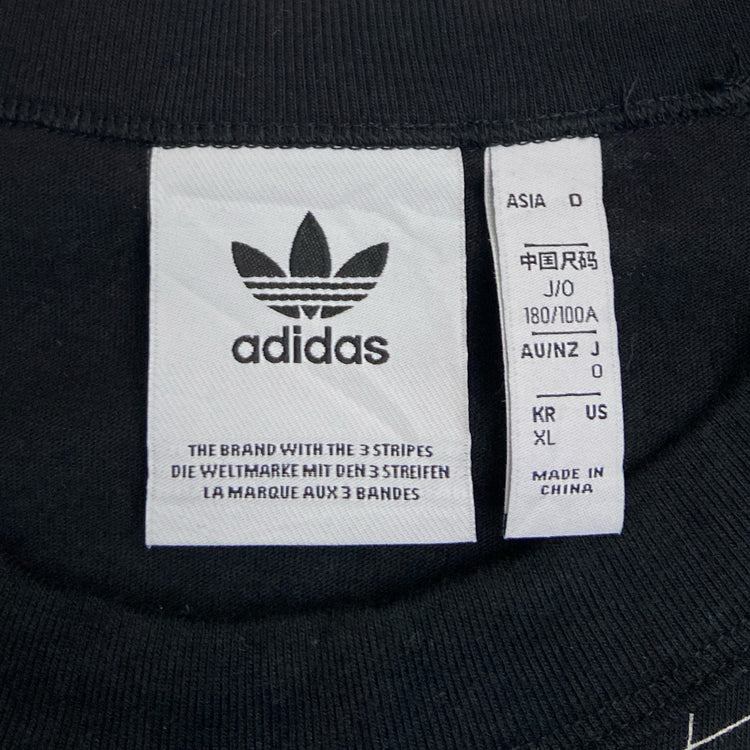 adidas
THE BRAND WITH THE 3 STRIPES
DIE WELTMARKE MIT DEN 3 STREIFEN
LA MARQUE AUX 3 BANDES
ASIA D
中国尺码
J/O
180/100A
AU/NZ J
O
KR US
XL
MADE IN
CHINA